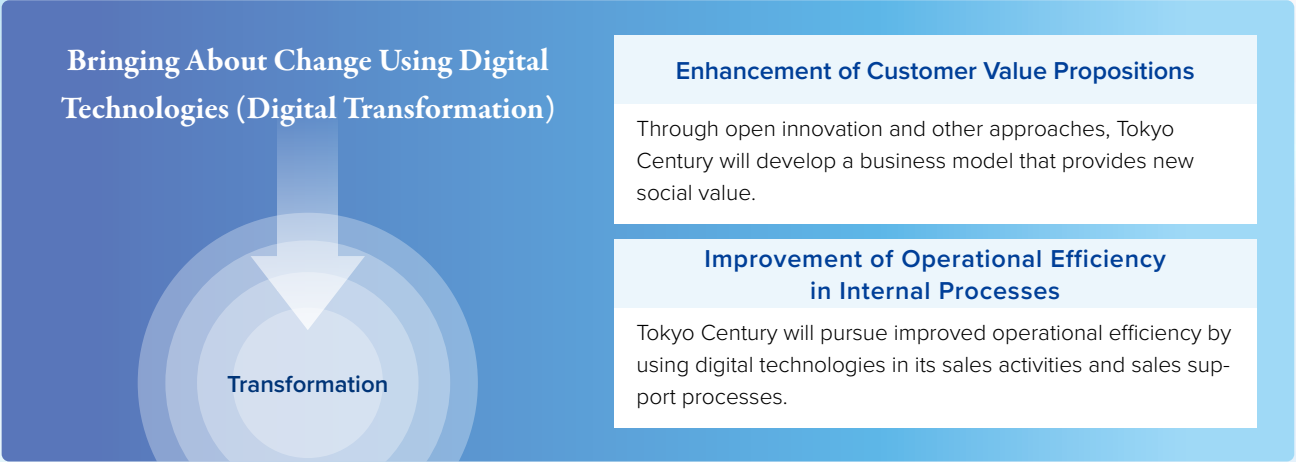 Bringing About Change Using Digital
Technologies (Digital Transformation)
Transformation
Enhancement of Customer Value Propositions
Through open innovation and other approaches, Tokyo
Century will develop a business model that provides new
social value.
Improvement of Operational Efficiency
in Internal Processes
Tokyo Century will pursue improved operational efficiency by
using digital technologies in its sales activities and sales sup-
port processes.